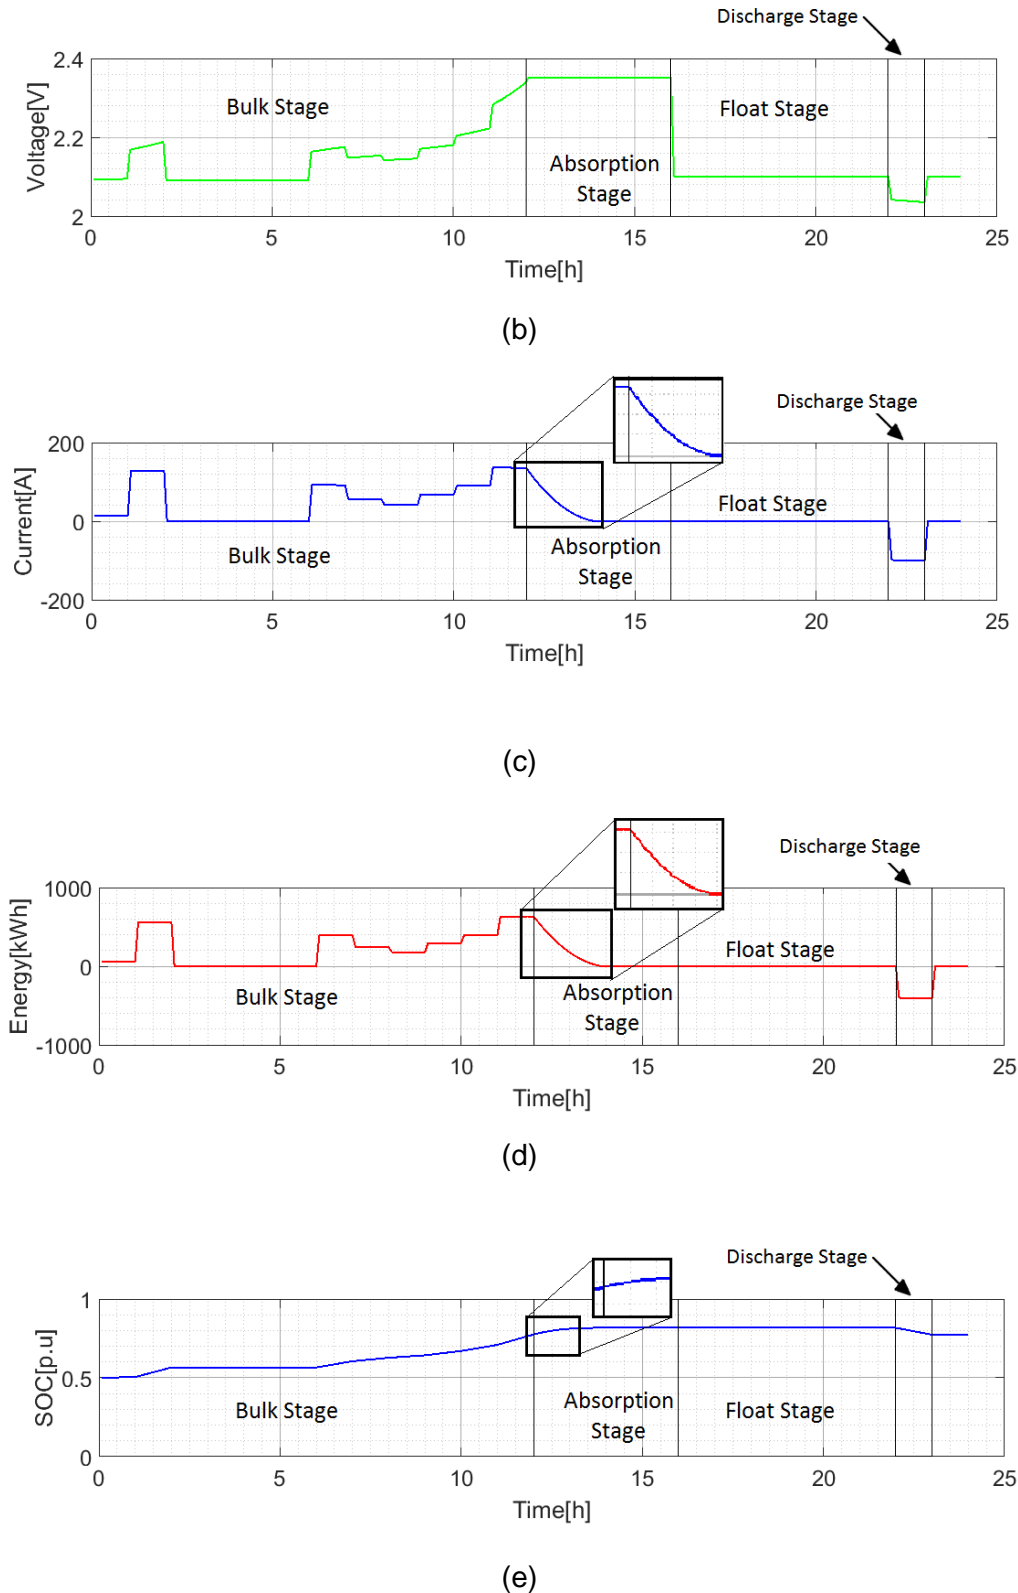 Discharge Stage
2.4
2.2
2
Voltage[V]
Bulk Stage
Float Stage
Absorption
Stage
0
5
10
15
20
25
Time[h]
(b)
Discharge Stage
200
0
-200
Current[A]
Float Stage
Bulk Stage
Absorption
Stage
0
5
10
15
20
25
Time[h]
(c)
Discharge Stage
1000
0
-1000
Energy[kWh]
Float Stage
Bulk Stage
Absorption
Stage
0
5
10
15
20
25
Time[h]
(d)
Discharge Stage
1
0.5
0
SOC[p.u]
Bulk Stage
Absorption
Stage
Float Stage
0
5
10
15
20
25
Time[h]
(e)